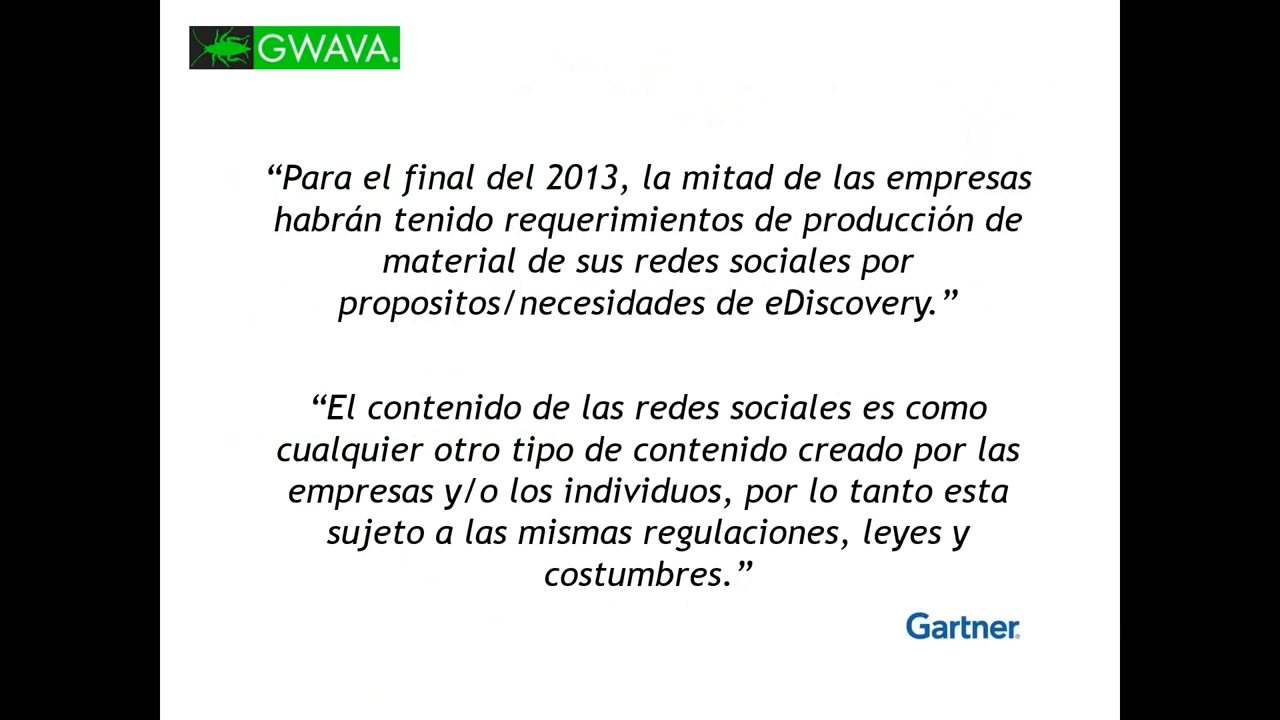 GWAVA®
“Para el final del 2013, la mitad de las empresas
habrán tenido requerimientos de producción de
material de sus redes sociales por
propositos/necesidades de eDiscovery.”
“El contenido de las redes sociales es como
cualquier otro tipo de contenido creado por las
empresas y/o los individuos, por lo tanto esta
sujeto a las mismas regulaciones, leyes y
costumbres.”
Gartner®